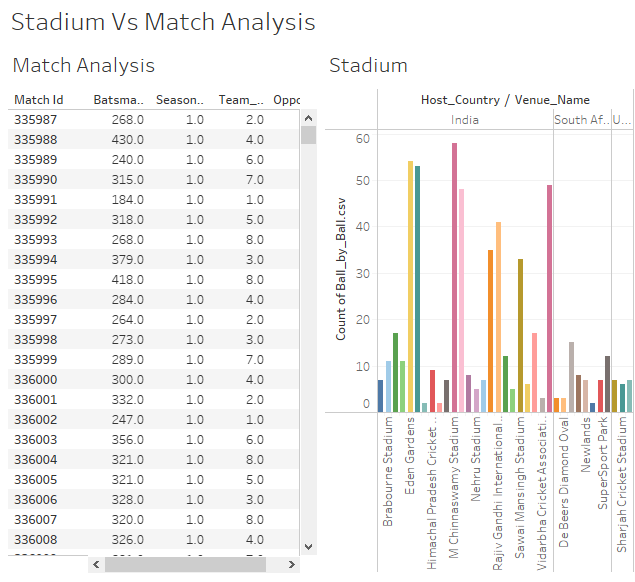 Stadium Vs Match Analysis
Match Analysis
Match Id Batsma.. Season.. Team_.. Oppo
335987 268.0 1.0 2.0
335988 430.0 1.0 4.0
335989 240.0 1.0 6.0
335990 315.0 1.0 7.0
335991 184.0 1.0 1.0
335992 318.0 1.0 5.0
335993 268.0 1.0 8.0
335994 379.0 1.0 3.0
335995 418.0 1.0 8.0
335996 284.0 1.0 4.0
335997 264.0 1.0 2.0
335998 273.0 1.0 3.0
335999 289.0 1.0 7.0
336000 300.0 1.0 4.0
336001 332.0 1.0 2.0
336002 247.0 1.0 1.0
336003 356.0 1.0 6.0
336004 321.0 1.0 8.0
336005 321.0 1.0 5.0
336006 328.0 1.0 3.0
336007 320.0 1.0 8.0
336008 326.0 1.0 4.0
Stadium
Host_Country / Venue_Name
India South Af.. U...
Count of Ball_by_Ball.csv
60
50
40
30
20
10
0
Brabourne Stadium
Eden Gardens
Himachal Pradesh Cricket ..
M Chinnaswamy Stadium
Nehru Stadium
Rajiv Gandhi International..
Sawai Mansingh Stadium
Vidarbha Cricket Associati..
De Beers Diamond Oval
Newlands
SuperSport Park
Sharjah Cricket Stadium